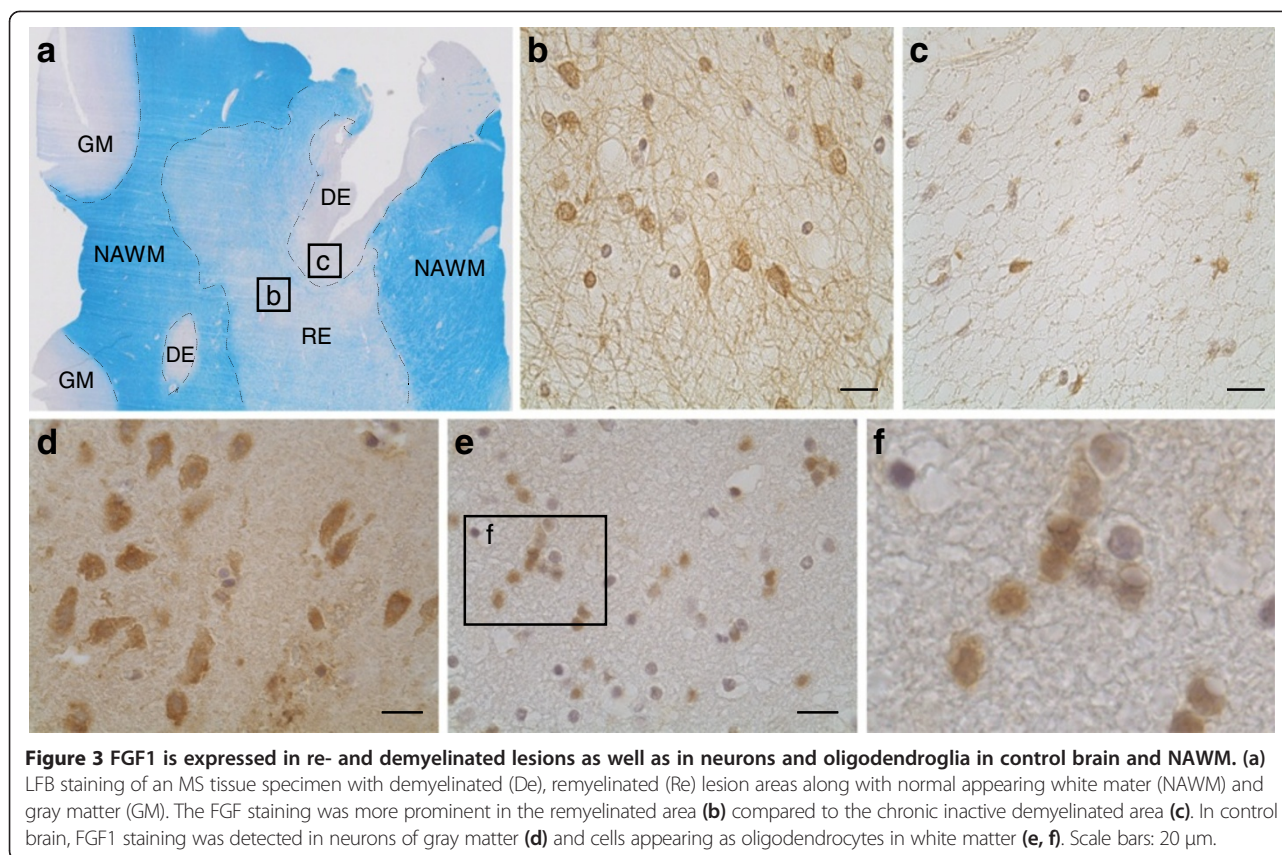 a
GM
NAWM
DE
c
NAWM
b
RE
DE
GM
b
c
d
e
f
f
Figure 3 FGF1 is expressed in re- and demyelinated lesions as well as in neurons and oligodendroglia in control brain and NAWM. (a)
LFB staining of an MS tissue specimen with demyelinated (De), remyelinated (Re) lesion areas along with normal appearing white mater (NAWM) and
gray matter (GM). The FGF staining was more prominent in the remyelinated area (b) compared to the chronic inactive demyelinated area (c). In control
brain, FGF1 staining was detected in neurons of gray matter (d) and cells appearing as oligodendrocytes in white matter (e, f). Scale bars: 20 μm.